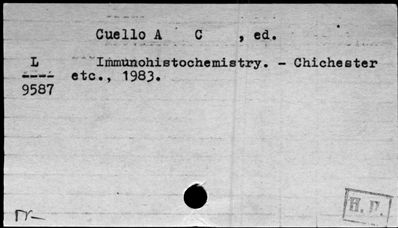 Cuello A C , ed.
L Immunohistochemistry. - Chichester
---- etc., 1983.
9587
H. D.